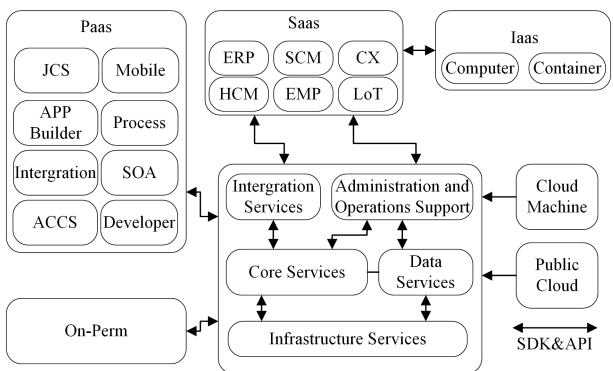 Paas
JCS
Mobile
APP
Builder
Process
Intergration
SOA
ACCS
Developer
Saas
ERP
SCM
CX
HCM
EMP
LoT
Iaas
Computer
Container
Intergration
Services
Administration and
Operations Support
Core Services
Data
Services
Infrastructure Services
Cloud
Machine
Public
Cloud
On-Perm
SDK&API